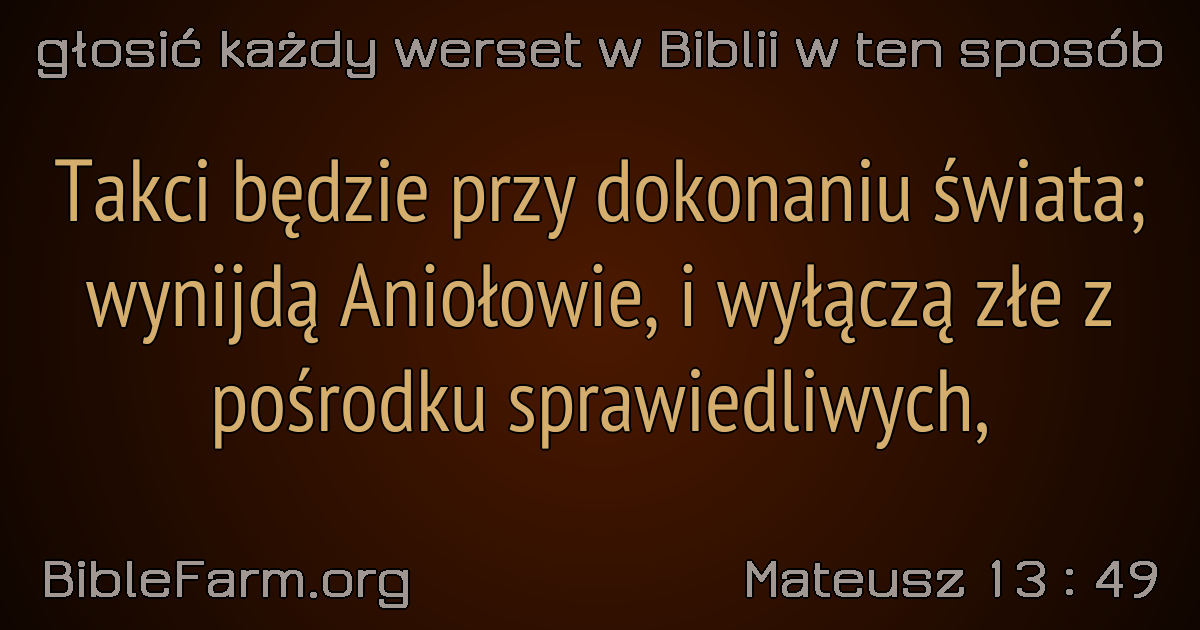 głosić każdy werset w Biblii w ten sposób
Takci będzie przy dokonaniu świata;
wynijdą Aniołowie, i wyłączą złe z
pośrodku sprawiedliwych,
BibleFarm.org
Mateusz 13 : 49